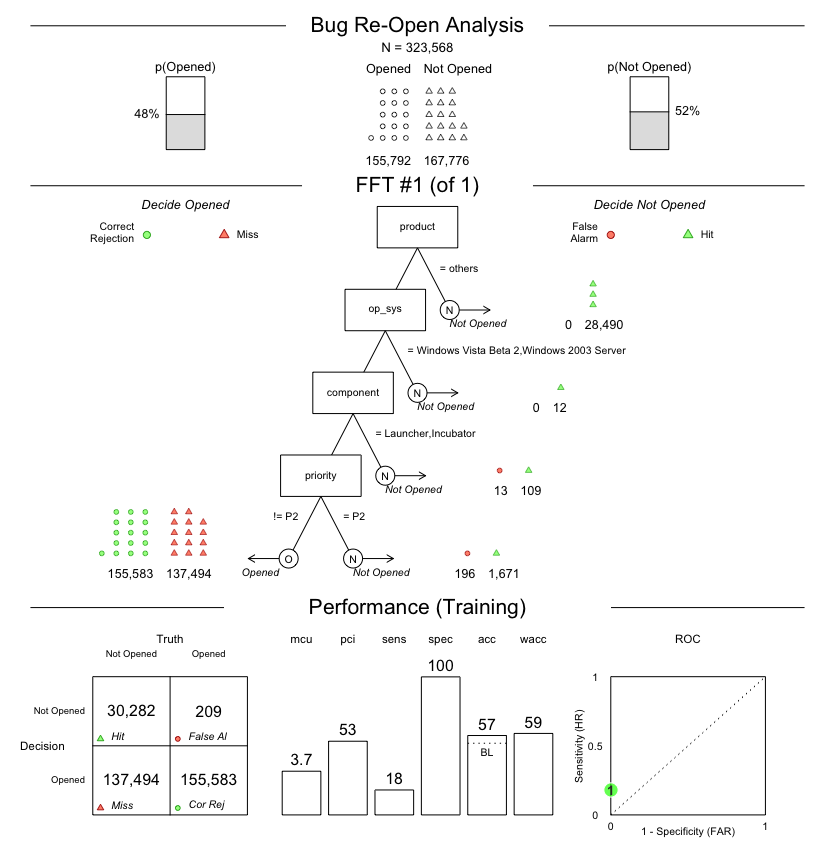 Bug Re-Open Analysis
N = 323,568
p(Opened)
Opened Not Opened
p(Not Opened)
48%
52%
155,792 167,776
FFT #1 (of 1)
Decide Opened
Decide Not Opened
Correct
Rejection
Miss
False
Alarm
Hit
product
= others
op_sys
N
Not Opened
0 28,490
= Windows Vista Beta 2,Windows 2003 Server
component
N
Not Opened
0 12
= Launcher,Incubator
priority
N
Not Opened
13 109
!= P2
= P2
O
N
155,583 137,494
Opened
Not Opened
196 1,671
Performance (Training)
Truth
Not Opened Opened
mcu pci sens spec acc wacc
ROC
Not Opened
30,282
209
Hit
False Al
Decision
Opened
137,494
155,583
Miss
Cor Rej
3.7
53
18
100
57
BL
59
Sensitivity (HR)
1
0.5
0
1
0 1
1 - Specificity (FAR)